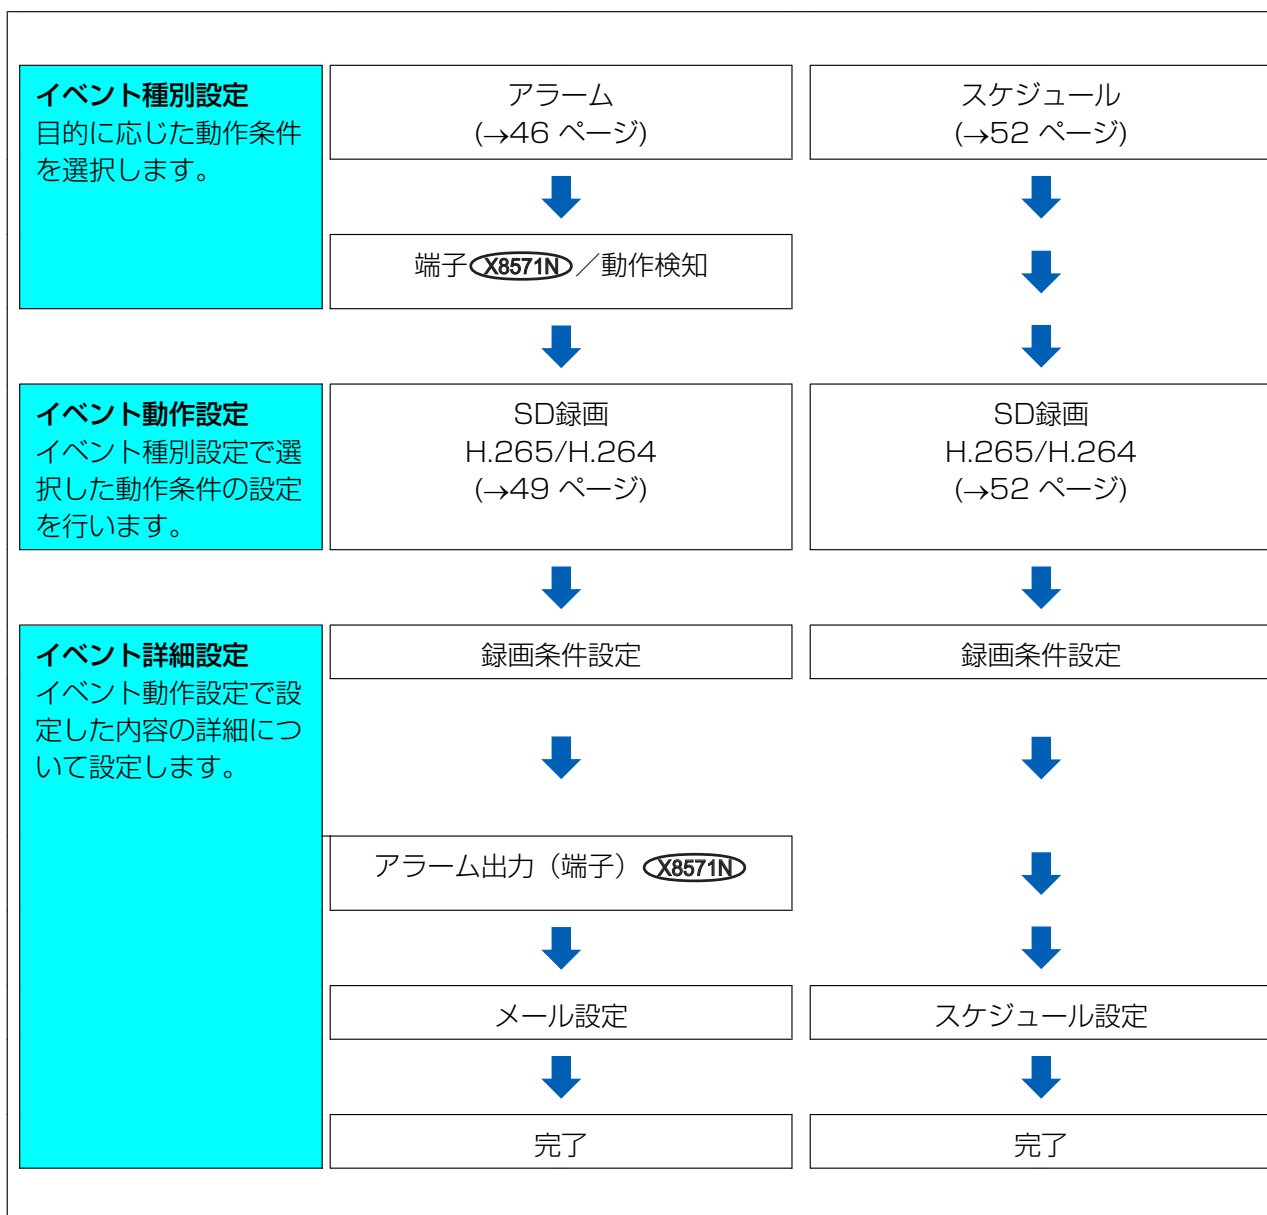 イベント種別設定
目的に応じた動作条件
を選択します。
アラーム
(→46 ページ)
スケジュール
(→52 ページ)
端子 X8571N ／動作検知
イベント動作設定
イベント種別設定で選
択した動作条件の設定
を行います。
SD録画
H.265/H.264
(→49 ページ)
SD録画
H.265/H.264
(→52 ページ)
イベント詳細設定
イベント動作設定で設
定した内容の詳細につ
いて設定します。
録画条件設定
録画条件設定
アラーム出力（端子） X8571N
メール設定
スケジュール設定
完了
完了